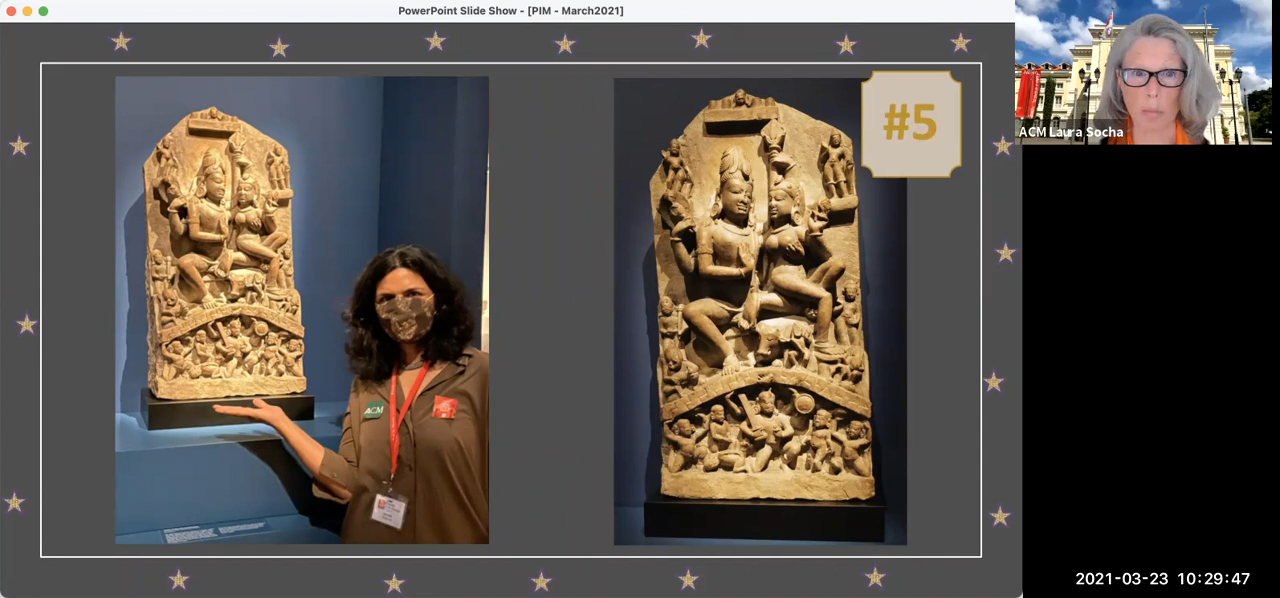 PowerPoint Slide Show - [PIM - March2021]
#5
ACM
ACM Laura Socha
2021-03-23 10:29:47